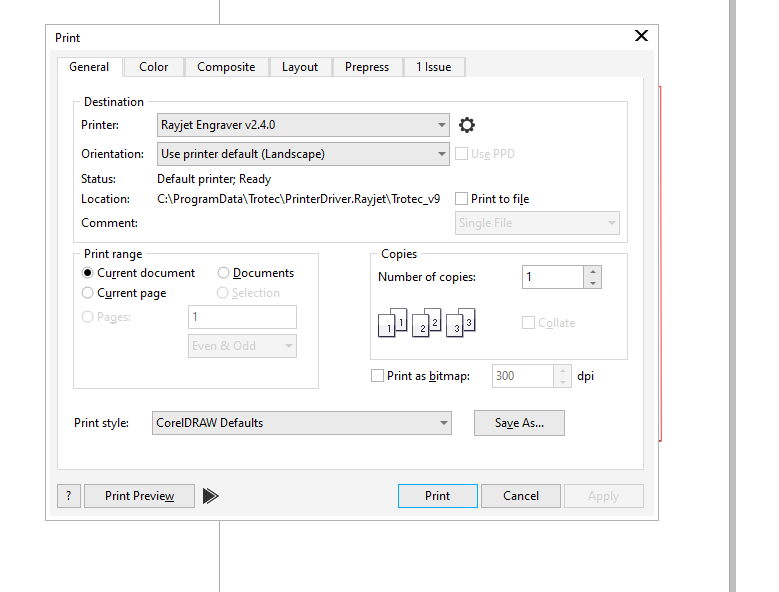 Print
General Color Composite Layout Prepress 1 Issue
Destination
Printer: Rayjet Engraver v2.4.0
Orientation: Use printer default (Landscape) Use PPD
Status: Default printer; Ready
Location: C:\ProgramData\Trotec\PrinterDriver.Rayjet\Trotec_v9 Print to file
Comment: Single File
Print range
Current document Documents
Current page Selection
Pages: 1
Even & Odd
Copies
Number of copies: 1
1 1 2 2 3 3 Collate
Print as bitmap: 300 dpi
Print style: CorelDRAW Defaults Save As...
? Print Preview Print Cancel Apply